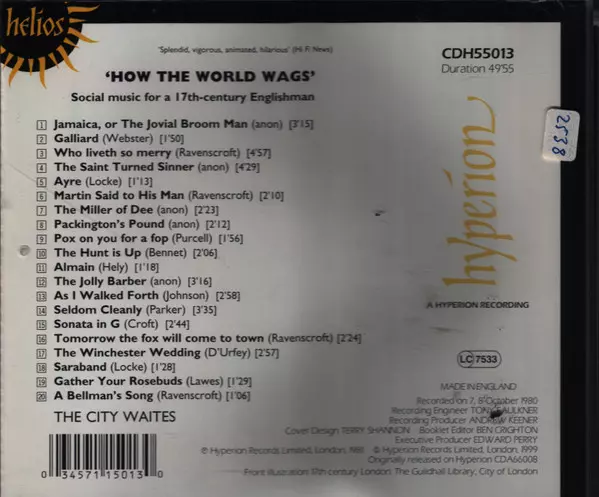 helios
'Splendid, vigorous, animated, hilarious' (Hi Fi News)
CDH55013
Duration 49'55
'HOW THE WORLD WAGS'
Social music for a 17th-century Englishman
1 Jamaica, or The Jovial Broom Man (anon) [3'15]
2 Galliard (Webster) [1'50]
3 Who liveth so merry (Ravenscroft) [4'57]
4 The Saint Turned Sinner (anon) [4'29]
5 Ayre (Locke) [1'13]
6 Martin Said to His Man (Ravenscroft) [2'10]
7 The Miller of Dee (anon) [2'23]
8 Packington's Pound (anon) [2'12]
9 Pox on you for a fop (Purcell) [1'56]
10 The Hunt is Up (Bennet) [2'06]
11 Almain (Hely) [1'18]
12 The Jolly Barber (anon) [3'16]
13 As I Walked Forth (Johnson) [2'58]
14 Seldom Cleanly (Parker) [3'35]
15 Sonata in G (Croft) [2'44]
16 Tomorrow the fox will come to town (Ravenscroft) [2'24]
17 The Winchester Wedding (D'Urfey) [2'57]
18 Saraband (Locke) [1'28]
19 Gather Your Rosebuds (Lawes) [1'29]
20 A Bellman's Song (Ravenscroft) [1'06]
THE CITY WAITES
2538
hyperion
A HYPERION RECORDING
LC 7533
MADE IN ENGLAND
Recorded on 7, 8 October 1980
Recording Engineer TONY FAULKNER
Recording Producer ANDREW KEENER
Cover Design TERRY SHANNON Booklet Editor BEN CRIGHTON
Executive Producer EDWARD PERRY
℗ Hyperion Records Limited, London, © Hyperion Records Limited, London, 1999
Originally released on Hyperion CDA66008
Front illustration 17th century London: The Guildhall Library, City of London
0 34571 15013 0